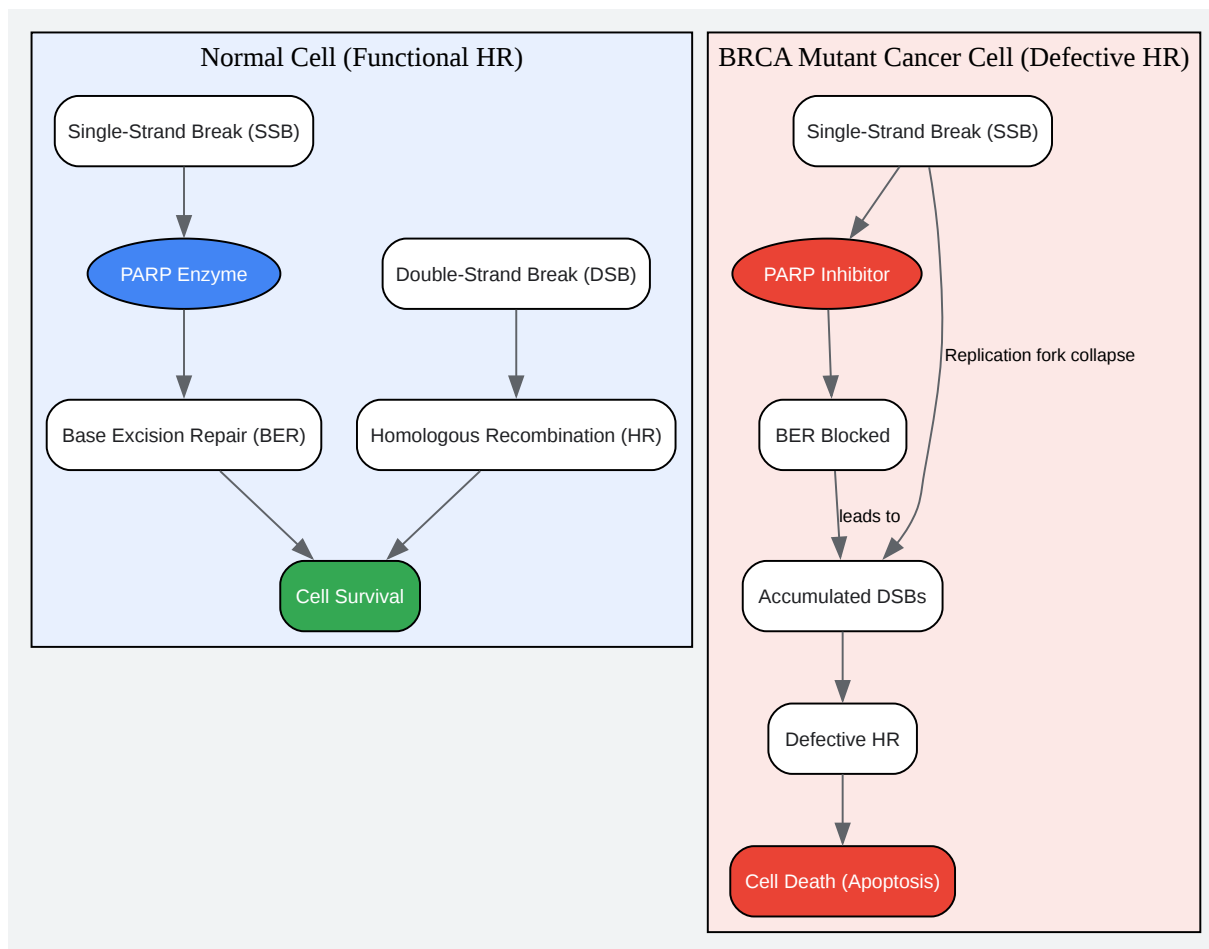 Normal Cell (Functional HR)
Single-Strand Break (SSB)
PARP Enzyme
Double-Strand Break (DSB)
Base Excision Repair (BER)
Homologous Recombination (HR)
Cell Survival
BRCA Mutant Cancer Cell (Defective HR)
Single-Strand Break (SSB)
PARP Inhibitor
Replication fork collapse
BER Blocked
leads to
Accumulated DSBs
Defective HR
Cell Death (Apoptosis)